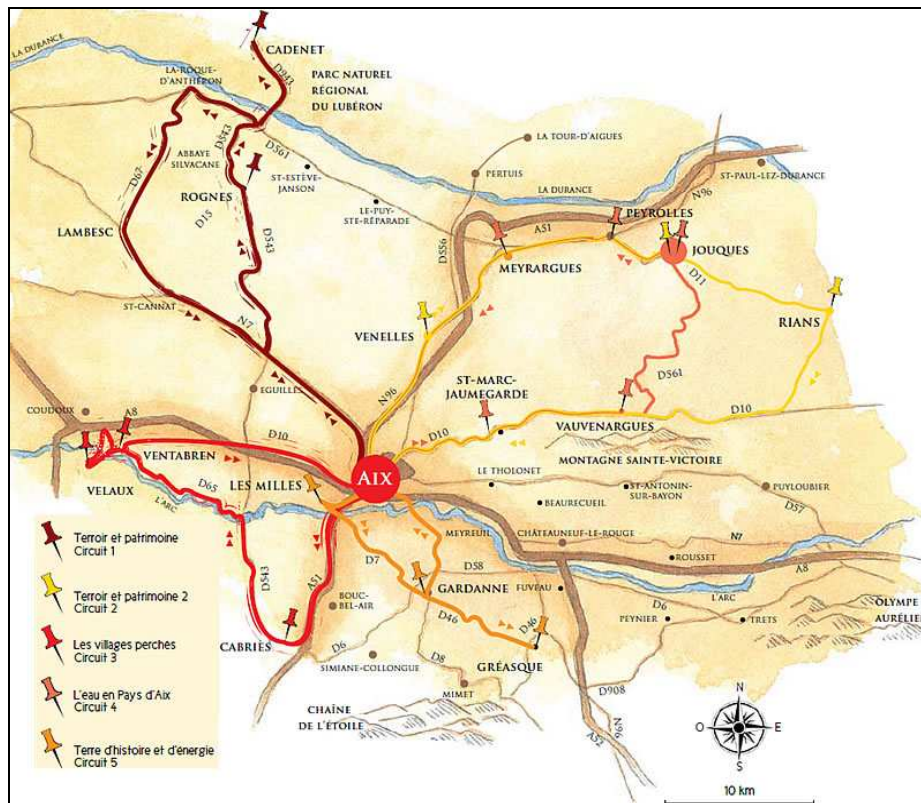 LA DURANCE
CADENET
D943
PARC NATUREL
RÉGIONAL
DU LUBÉRON
LA-ROQUE-
D'ANTHÉRON
D543
D561
ABBAYE
SILVACANE
D67
ROGNES
D15
ST-ESTÈVE-
JANSON
LE-PUY-
STE-RÉPARADE
LA TOUR-D'AIGUES
PERTUIS
LA DURANCE
N96
ST-PAUL-LEZ-DURANCE
LAMBESC
D543
D556
A51
PEYROLLES
JOUQUES
MEYRARGUES
D11
ST-CANNAT
N7
VENELLES
RIANS
EGUILLES
N96
ST-MARC-
JAUMEGARDE
D561
COUDOUX
A8
D10
D10
VAUVENARGUES
D10
VENTABREN
LES MILLES
AIX
MONTAGNE SAINTE-VICTOIRE
LE THOLONET
ST-ANTONIN-
SUR-BAYON
PUYLOUBIER
VELAUX
D65
L'ARC
BEAURECUEIL
D57
MEYREUIL
CHÂTEAUNEUF-LE-ROUGE
N7
ROUSSET
A8
D7
D58
D543
A51
BOUC-
BEL-AIR
GARDANNE
FUVEAU
L'ARC
D6
OLYMPE
AURÉLIEN
PEYNIER
TRETS
CABRIÈS
D6
D46
D46
SIMIANE-COLLONGUE
D8
GRÉASQUE
MIMET
D908
CHAÎNE
DE L'ÉTOILE
N96
A52
Terroir et patrimoine
Circuit 1
Terroir et patrimoine 2
Circuit 2
Les villages perchés
Circuit 3
L'eau en Pays d'Aix
Circuit 4
Terre d'histoire et d'énergie
Circuit 5
N
O
E
S
10 km